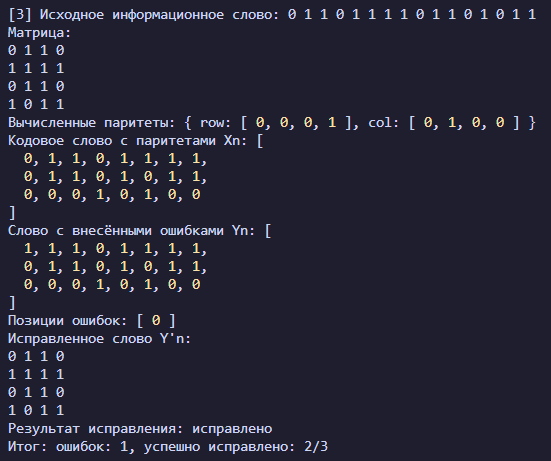 [3] Исходное информационное слово: 0 1 1 0 1 1 1 1 0 1 1 0 1 0 1 1
Матрица:
0 1 1 0
1 1 1 1
0 1 1 0
1 0 1 1
Вычисленные паритеты: { row: [ 0, 0, 0, 1 ], col: [ 0, 1, 0, 0 ] }
Кодовое слово с паритетами Xn: [
  0, 1, 1, 0, 1, 1, 1, 1,
  0, 1, 1, 0, 1, 0, 1, 1,
  0, 0, 0, 1, 0, 1, 0, 0
]
Слово с внесёнными ошибками Yn: [
  1, 1, 1, 0, 1, 1, 1, 1,
  0, 1, 1, 0, 1, 0, 1, 1,
  0, 0, 0, 1, 0, 1, 0, 0
]
Позиции ошибок: [ 0 ]
Исправленное слово Y'n:
0 1 1 0
1 1 1 1
0 1 1 0
1 0 1 1
Результат исправления: исправлено
Итог: ошибок: 1, успешно исправлено: 2/3